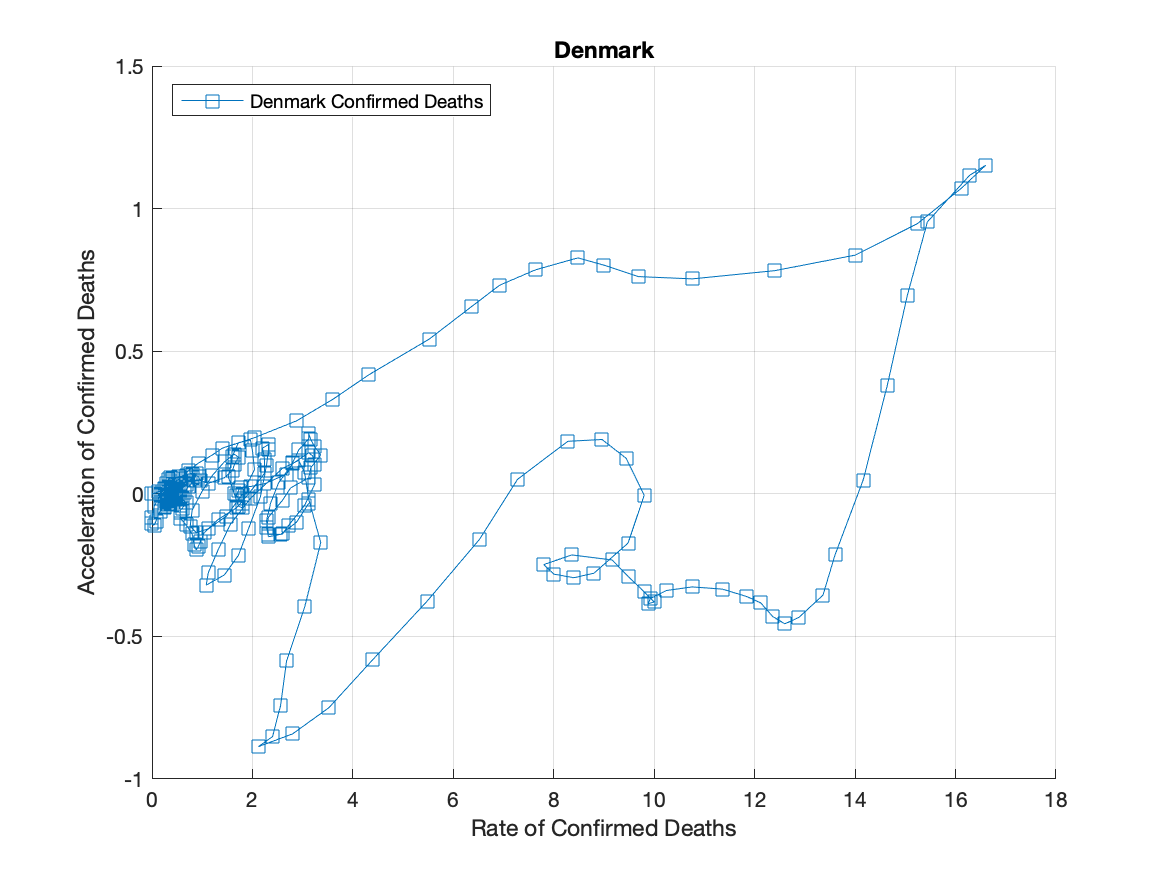 Denmark
1.5
Denmark Confirmed Deaths
1
0.5
0
-0.5
-1
Acceleration of Confirmed Deaths
0 2 4 6 8 10 12 14 16 18
Rate of Confirmed Deaths